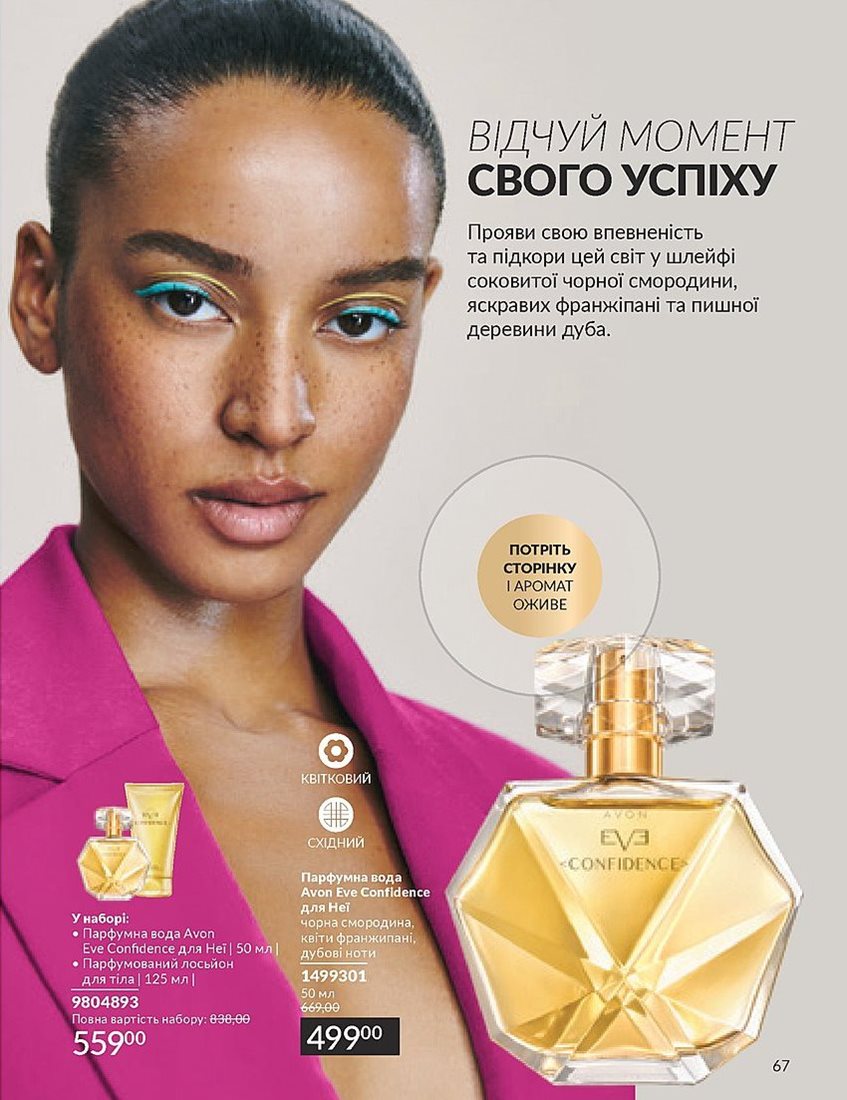 ВІДЧУЙ МОМЕНТ
СВОГО УСПІХУ
Прояви свою впевненість
та підкори цей світ у шлейфі
соковитої чорної смородини,
яскравих франжіпані та пишної
деревини дуба.
ПОТРІТЬ
СТОРІНКУ
І АРОМАТ
ОЖИВЕ
КВІТКОВИЙ
СХІДНИЙ
Парфумна вода
Avon Eve Confidence
для Неї
чорна смородина,
квіти франжипані,
дубові ноти
1499301
50 мл
669,00
49900
У наборі:
• Парфумна вода Avon
Eve Confidence для Неї | 50 мл |
• Парфумований лосьйон
для тіла | 125 мл |
9804893
Повна вартість набору: 838,00
55900
AVON
EVE
<CONFIDENCE>
EVE
CONFIDENCE
67